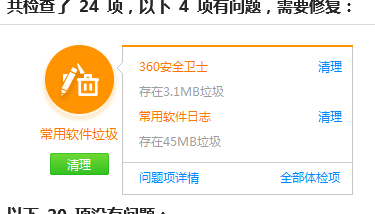 共检查了 24 项，以下 4 项有问题，需要修复：
360安全卫士 清理
存在3.1MB垃圾
常用软件日志 清理
存在45MB垃圾
常用软件垃圾
清理
问题项详情 全部体检项
以下 20 项没有问题：